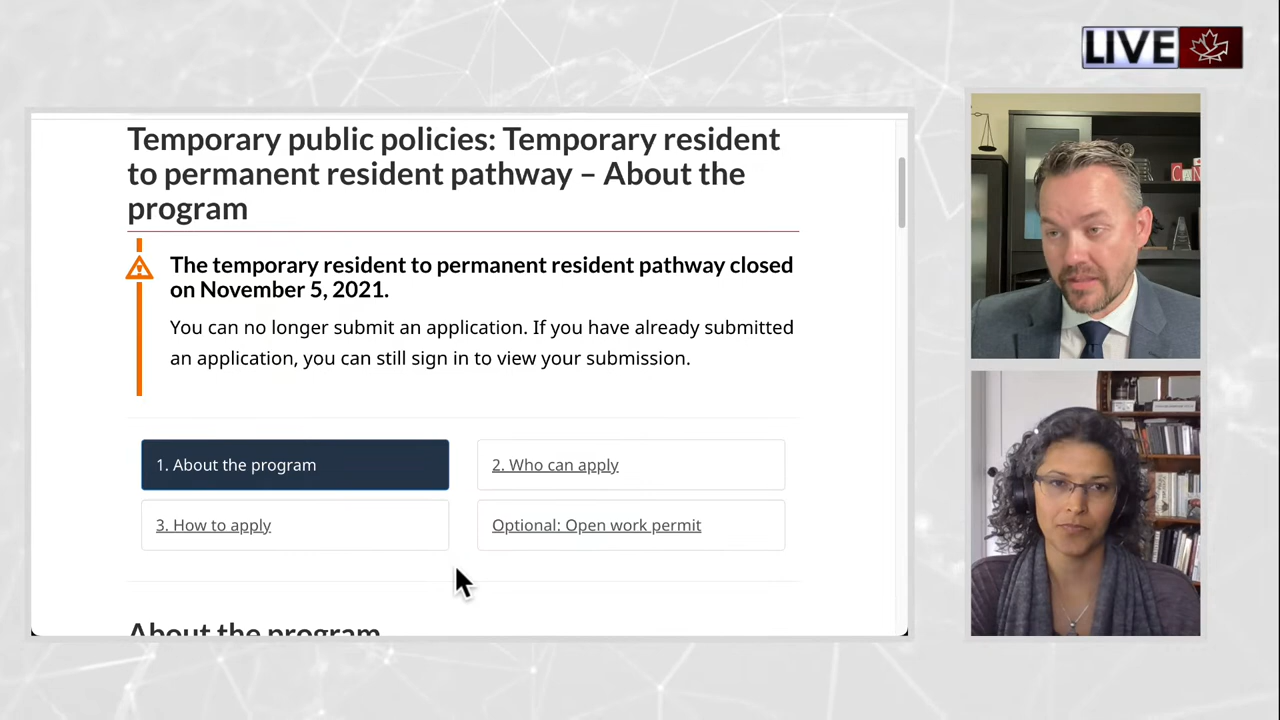 LIVE
Temporary public policies: Temporary resident
to permanent resident pathway – About the
program
The temporary resident to permanent resident pathway closed
on November 5, 2021.
You can no longer submit an application. If you have already submitted
an application, you can still sign in to view your submission.
1. About the program
2. Who can apply
3. How to apply
Optional: Open work permit
About the program